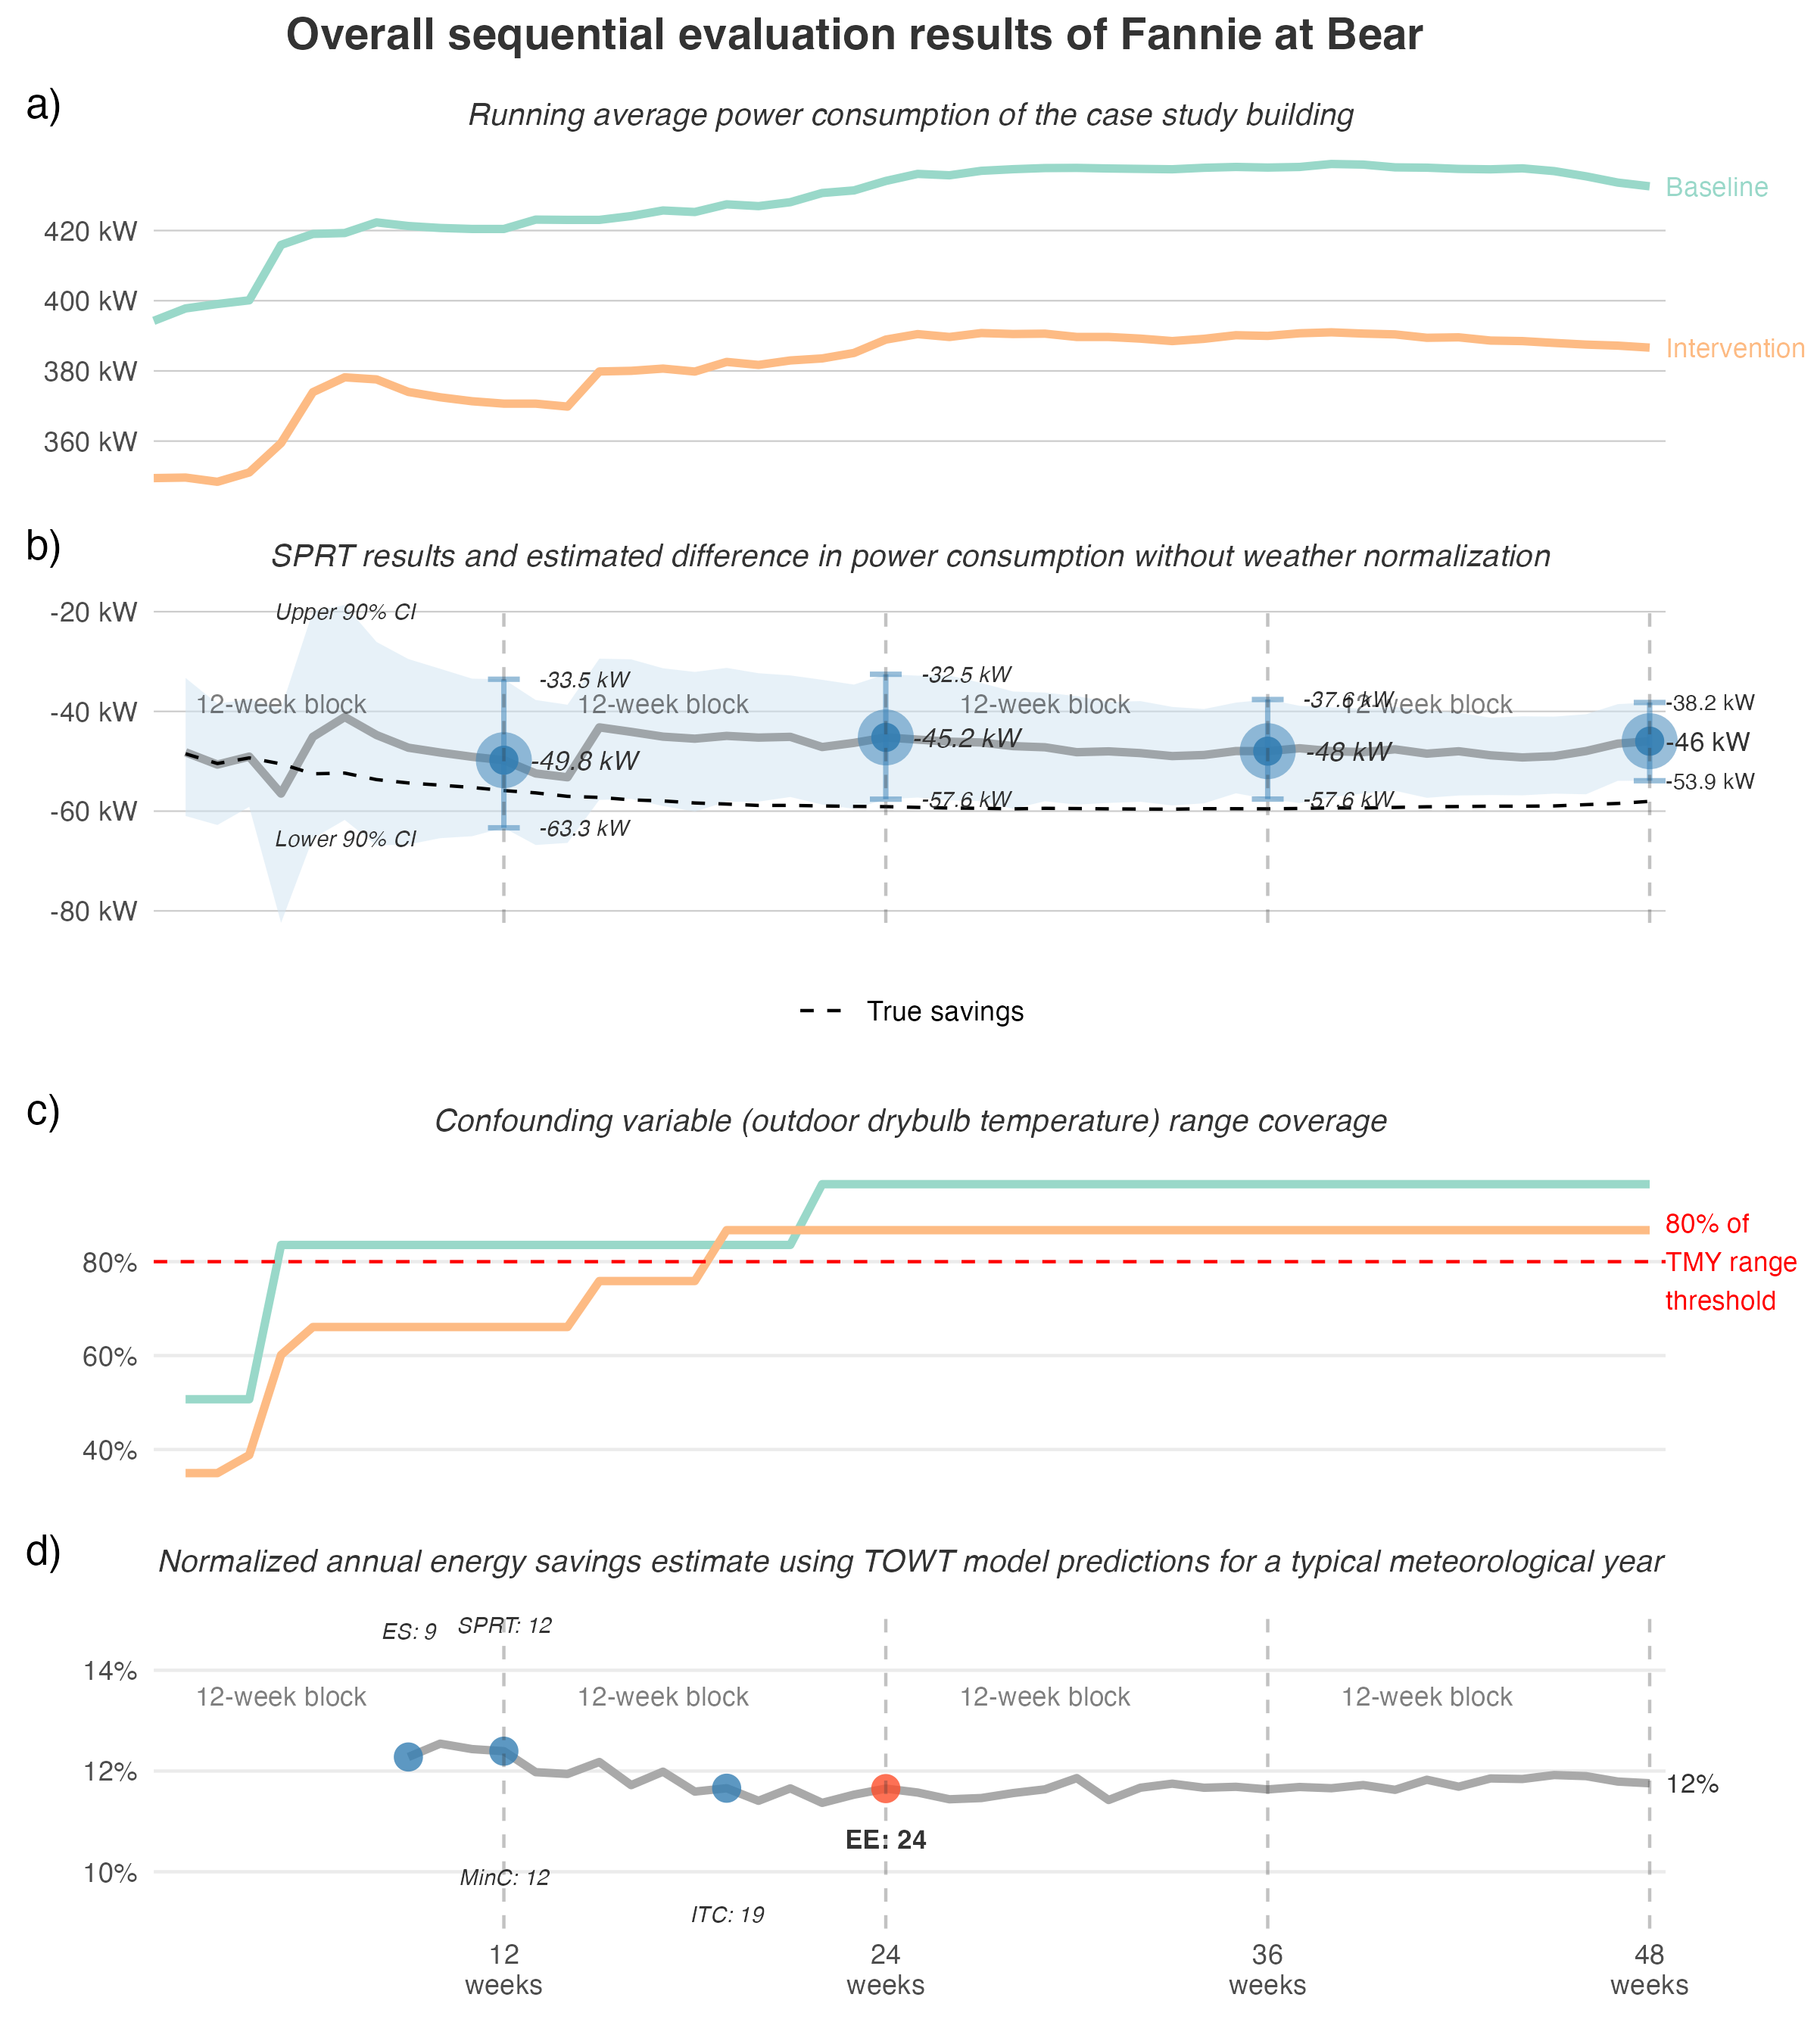 Overall sequential evaluation results of Fannie at Bear
a)
Running average power consumption of the case study building
420 kW
400 kW
380 kW
360 kW
Baseline
Intervention
b)
SPRT results and estimated difference in power consumption without weather normalization
-20 kW
-40 kW
-60 kW
-80 kW
Upper 90% CI
Lower 90% CI
12-week block
12-week block
12-week block
12-week block
-33.5 kW
-49.8 kW
-63.3 kW
-32.5 kW
-45.2 kW
-57.6 kW
-37.6 kW
-48 kW
-57.6 kW
-38.2 kW
-46 kW
-53.9 kW
True savings
c)
Confounding variable (outdoor drybulb temperature) range coverage
80%
60%
40%
80% of
TMY range
threshold
d)
Normalized annual energy savings estimate using TOWT model predictions for a typical meteorological year
ES: 9
SPRT: 12
14%
12%
10%
12-week block
12-week block
12-week block
12-week block
12%
EE: 24
MinC: 12
ITC: 19
12
weeks
24
weeks
36
weeks
48
weeks